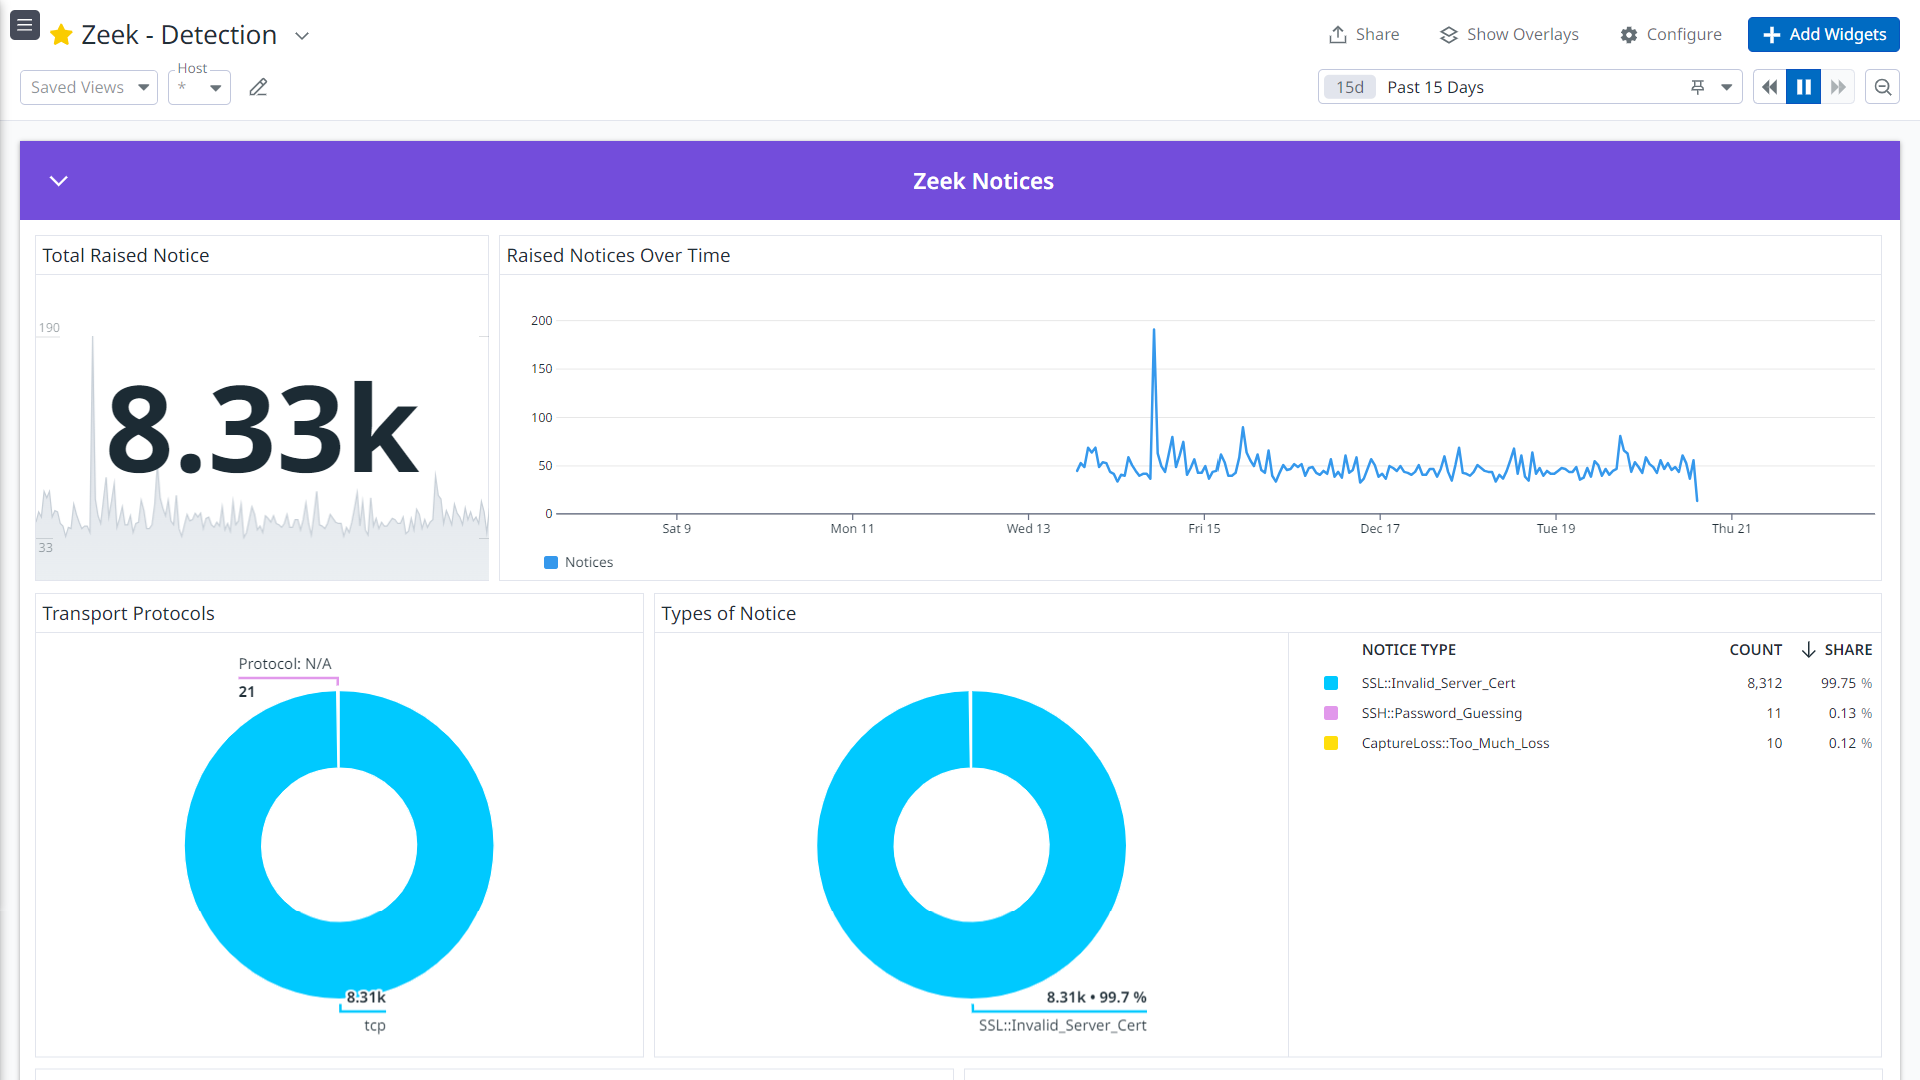 Zeek - Detection
Share
Show Overlays
Configure
Add Widgets
Saved Views
Host
*
15d Past 15 Days
Zeek Notices
Total Raised Notice
190
8.33k
33
Raised Notices Over Time
200
150
100
50
0
Sat 9 Mon 11 Wed 13 Fri 15 Dec 17 Tue 19 Thu 21
Notices
Transport Protocols
Protocol: N/A
21
8.31k
tcp
Types of Notice
8.31k • 99.7 %
SSL::Invalid_Server_Cert
NOTICE TYPE COUNT SHARE
SSL::Invalid_Server_Cert 8,312 99.75 %
SSH::Password_Guessing 11 0.13 %
CaptureLoss::Too_Much_Loss 10 0.12 %